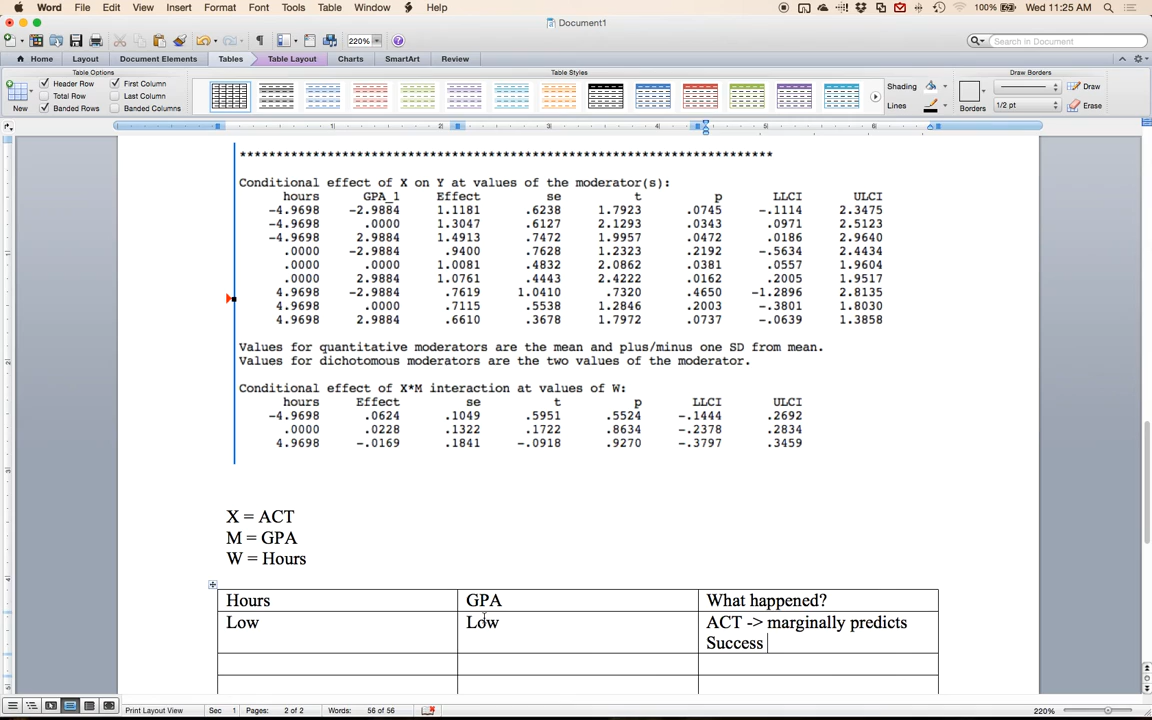 Word File Edit View Insert Format Font Tools Table Window Help 100% Wed 11:25 AM
Document1
220% Search in Document
Home Layout Document Elements Tables Table Layout Charts SmartArt Review
Table Options Table Styles Draw Borders
New Header Row First Column Shading Draw
Total Row Last Column
Banded Rows Banded Columns Lines Borders 1/2 pt Erase
*************************************************************************
Conditional effect of X on Y at values of the moderator(s):
hours GPA_1 Effect se t p LLCI ULCI
-4.9698 -2.9884 1.1181 .6238 1.7923 .0745 -.1114 2.3475
-4.9698 .0000 1.3047 .6127 2.1293 .0343 .0971 2.5123
-4.9698 2.9884 1.4913 .7472 1.9957 .0472 .0186 2.9640
.0000 -2.9884 .9400 .7628 1.2323 .2192 -.5634 2.4434
.0000 .0000 1.0081 .4832 2.0862 .0381 .0557 1.9604
.0000 2.9884 1.0761 .4443 2.4222 .0162 .2005 1.9517
4.9698 -2.9884 .7619 1.0410 .7320 .4650 -1.2896 2.8135
4.9698 .0000 .7115 .5538 1.2846 .2003 -.3801 1.8030
4.9698 2.9884 .6610 .3678 1.7972 .0737 -.0639 1.3858
Values for quantitative moderators are the mean and plus/minus one SD from mean.
Values for dichotomous moderators are the two values of the moderator.
Conditional effect of X*M interaction at values of W:
hours Effect se t p LLCI ULCI
-4.9698 .0624 .1049 .5951 .5524 -.1444 .2692
.0000 .0228 .1322 .1722 .8634 -.2378 .2834
4.9698 -.0169 .1841 -.0918 .9270 -.3797 .3459
X = ACT
M = GPA
W = Hours
Hours GPA What happened?
Low Low ACT -> marginally predicts
Success
Print Layout View Sec 1 Pages: 2 of 2 Words: 56 of 56 220%